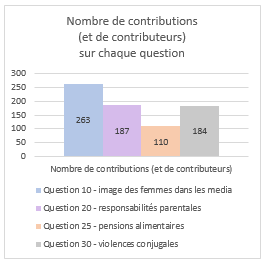 Nombre de contributions
(et de contributeurs)
sur chaque question
300
250
200
150
100
50
0
263
187
110
184
Nombre de contributions (et de contributeurs)
Question 10 - image des femmes dans les media
Question 20 - responsabilités parentales
Question 25 - pensions alimentaires
Question 30 - violences conjugales